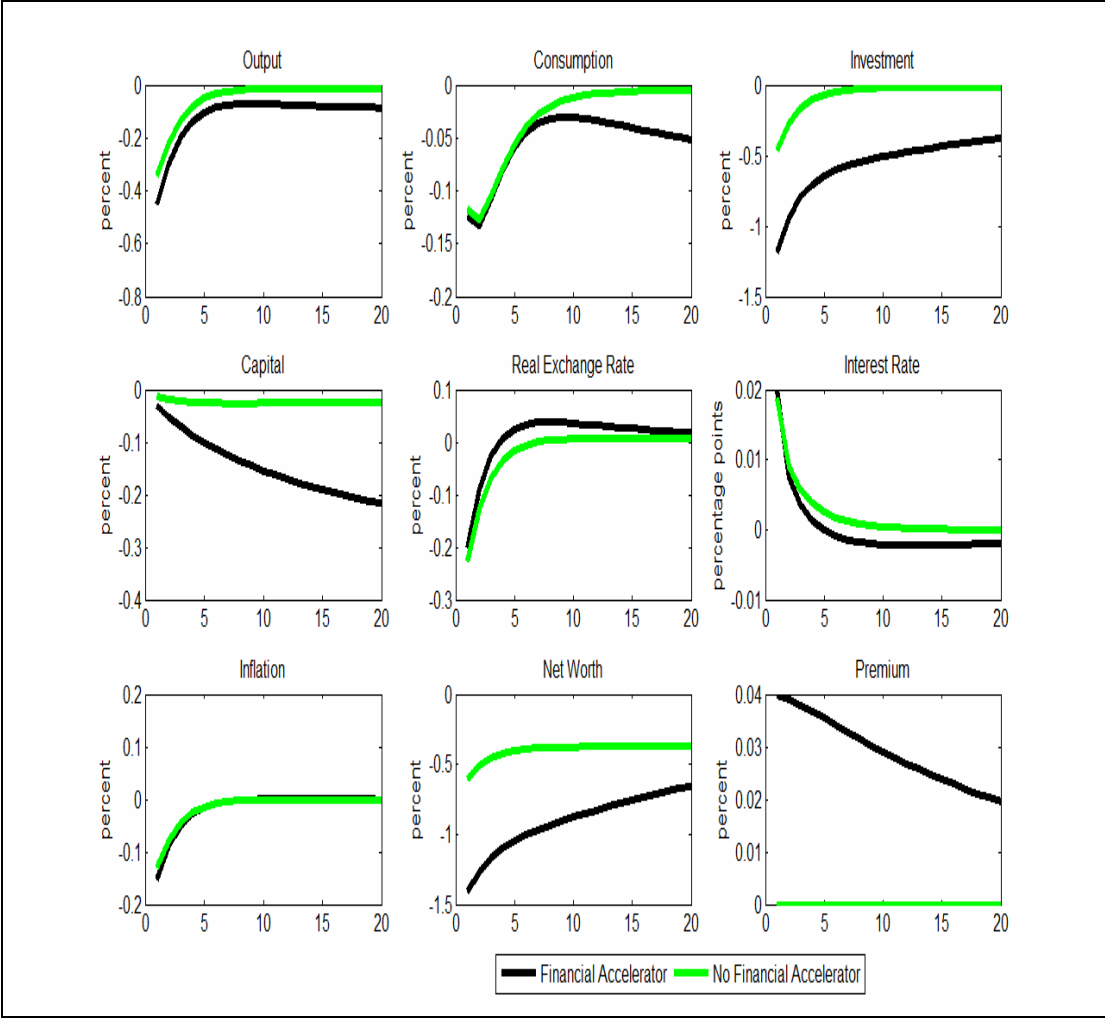 Output Consumption Investment
0 0 0
-0.2 -0.05 -0.5
-0.4 -0.1 -1
-0.6 -0.15
-0.8 -0.2 -1.5
percent percent percent
0 5 10 15 20 0 5 10 15 20 0 5 10 15 20
Capital Real Exchange Rate Interest Rate
0 0.1 0.02
-0.1 0 0.01
-0.2 -0.1 0
-0.3 -0.2
-0.4 -0.3 -0.01
percent percent percentage points
0 5 10 15 20 0 5 10 15 20 0 5 10 15 20
Inflation Net Worth Premium
0.2 0 0.04
0.1 -0.5 0.03
0 -1 0.02
-0.1 0.01
-0.2 -1.5 0
percent percent percent
0 5 10 15 20 0 5 10 15 20 0 5 10 15 20
Financial Accelerator No Financial Accelerator